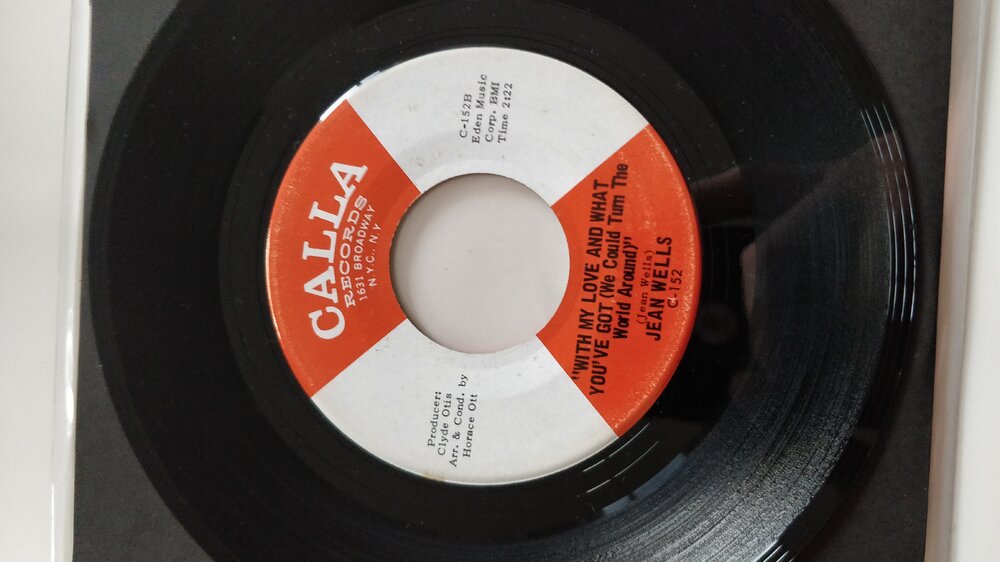 CALLA
RECORDS
1631 BROADWAY
N.Y.C., N.Y
Producer:
Clyde Otis
Arr. & Cond. by
Horace Ott
C-152B
Eden Music
Corp. BMI
Time 2:22
"WITH MY LOVE AND WHAT
YOU'VE GOT (We Could Turn The
World Around)"
(Jean Wells)
JEAN WELLS
C-152